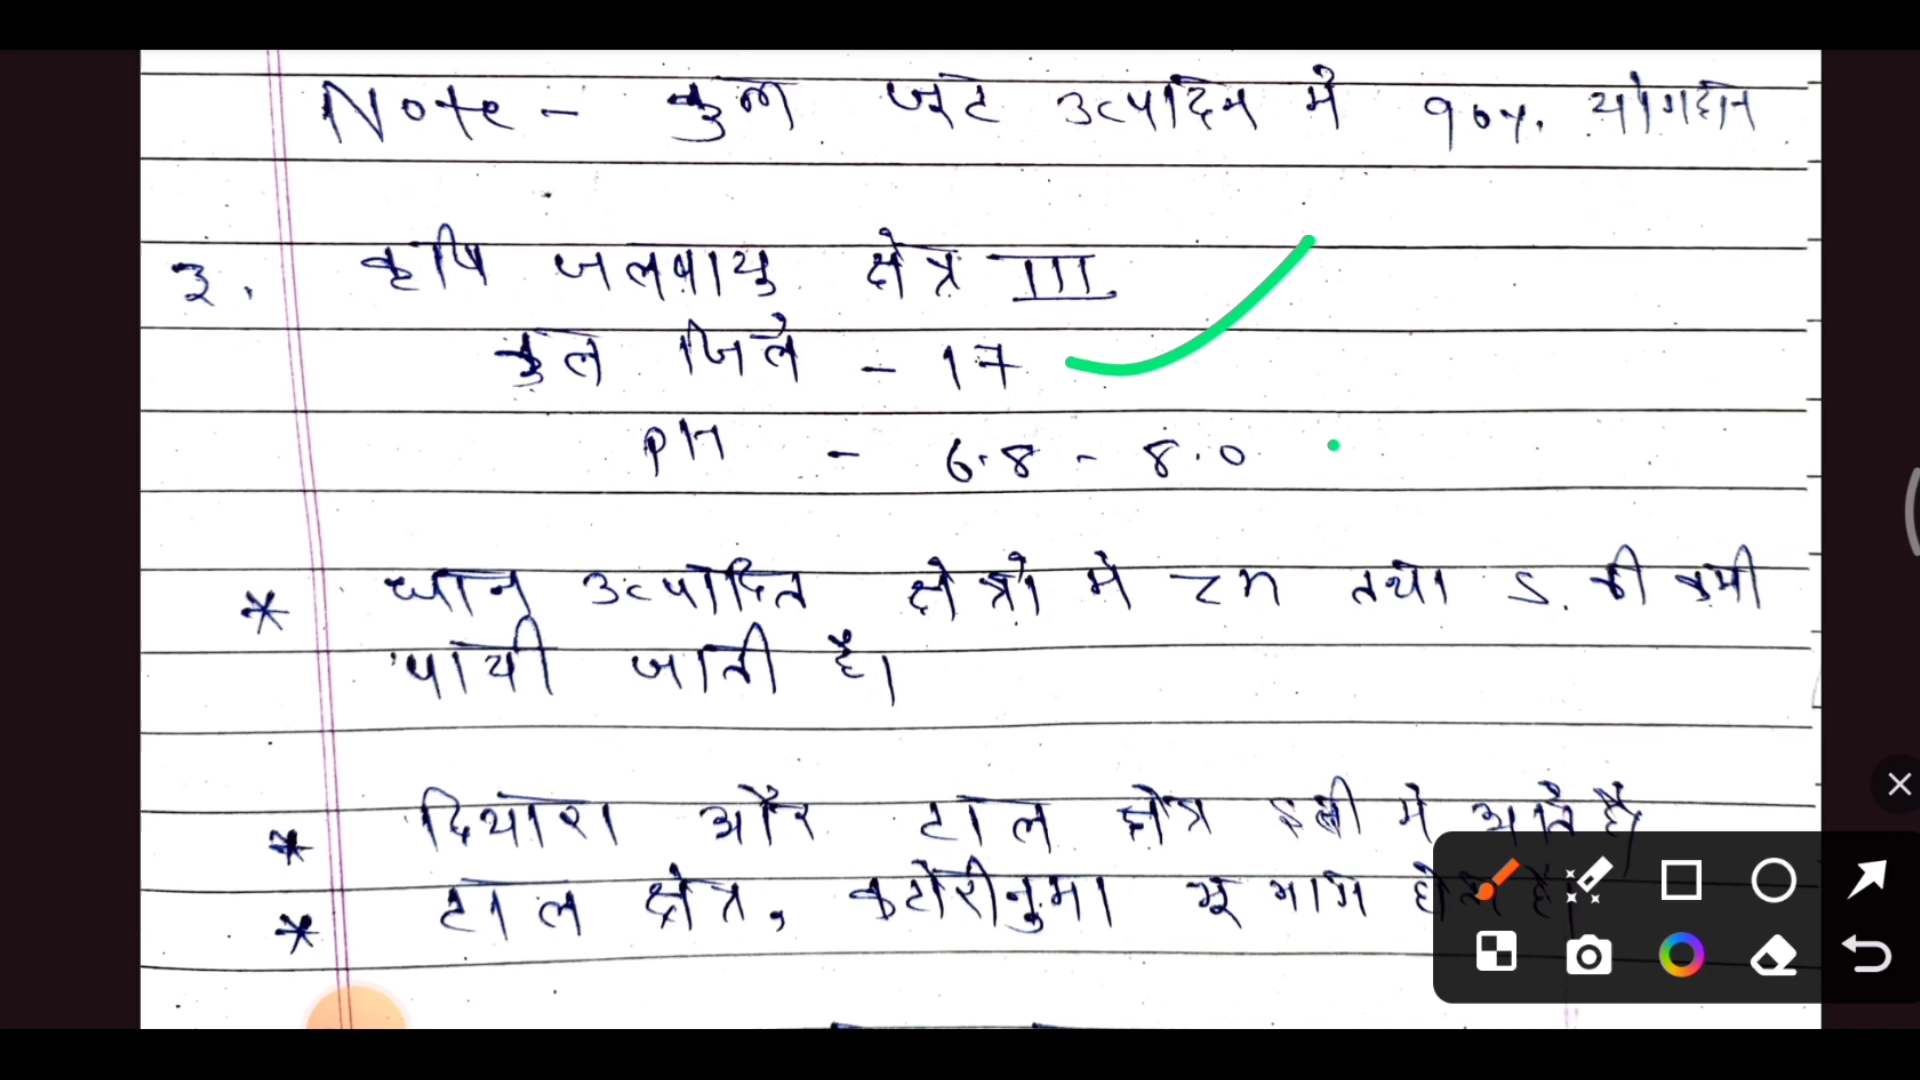 Note - कुल जूट उत्पादन में 90%. योगदान
3. कृषि जलवायु क्षेत्र III
कुल जिले - 17
PH - 6.8 - 8.0
* धान उत्पादित क्षेत्रों में Zn तथा S. की कमी
पायी जाती है।
* दियारा और टाल क्षेत्र इसी में आते है।
* टाल क्षेत्र, कटोरीनुमा भू भाग होता है।